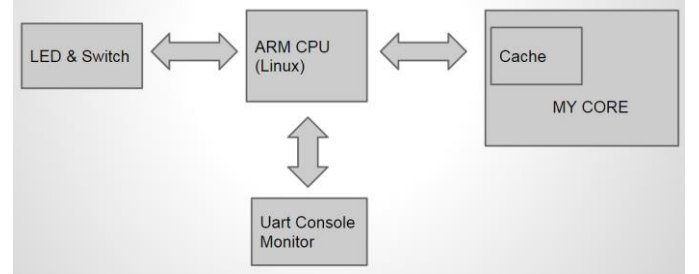 LED & Switch
ARM CPU
(Linux)
Cache
MY CORE
Uart Console
Monitor